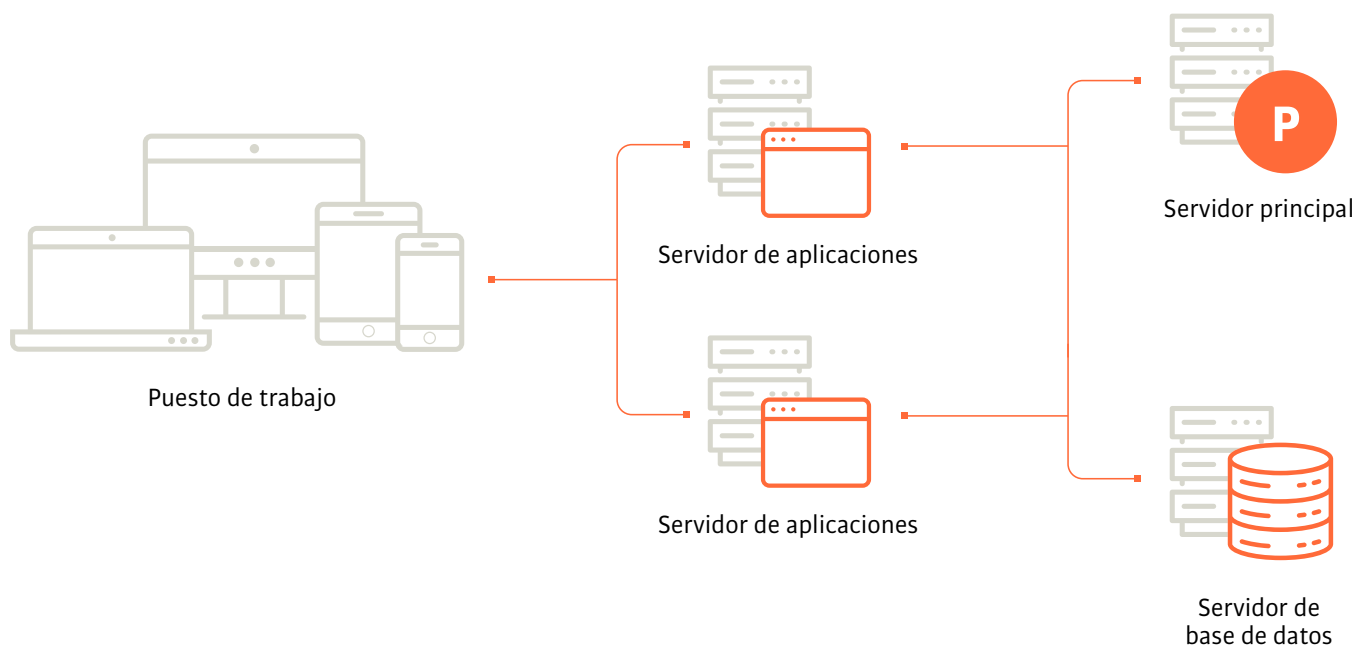 P
Servidor principal
Servidor de aplicaciones
Puesto de trabajo
Servidor de aplicaciones
Servidor de
base de datos